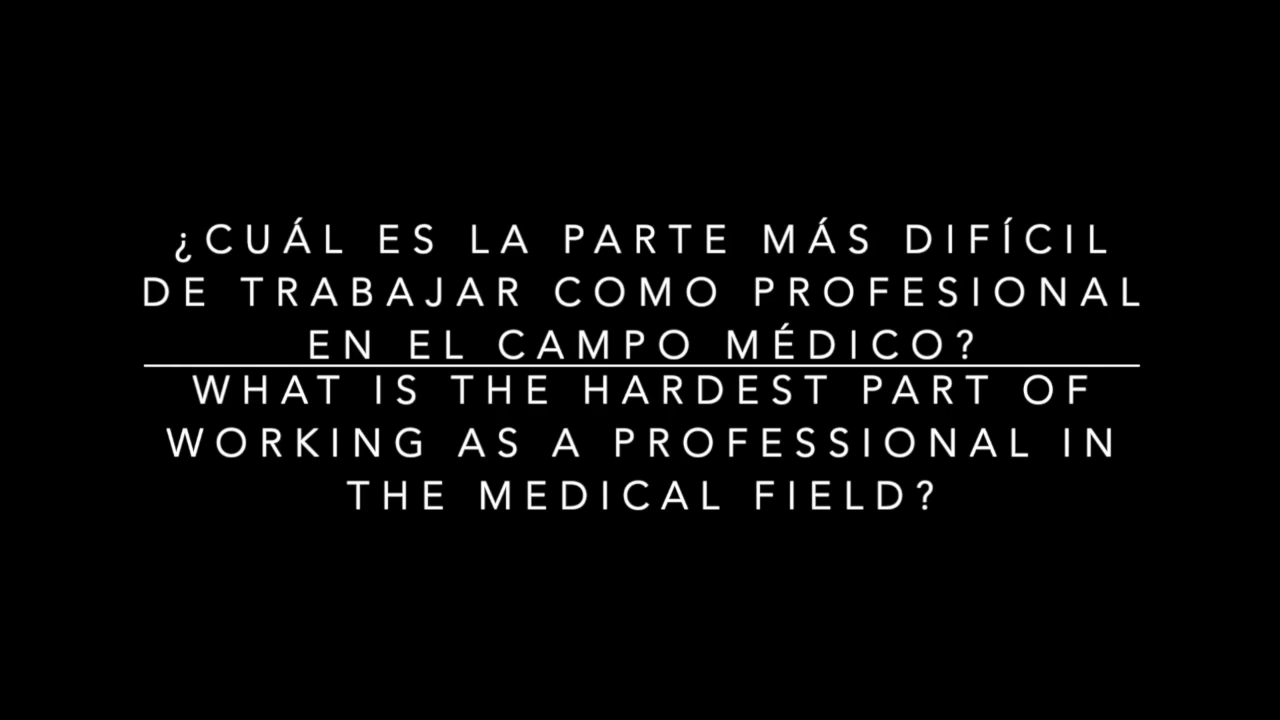 ¿CUÁL ES LA PARTE MÁS DIFÍCIL
DE TRABAJAR COMO PROFESIONAL
EN EL CAMPO MÉDICO?
WHAT IS THE HARDEST PART OF
WORKING AS A PROFESSIONAL IN
THE MEDICAL FIELD?